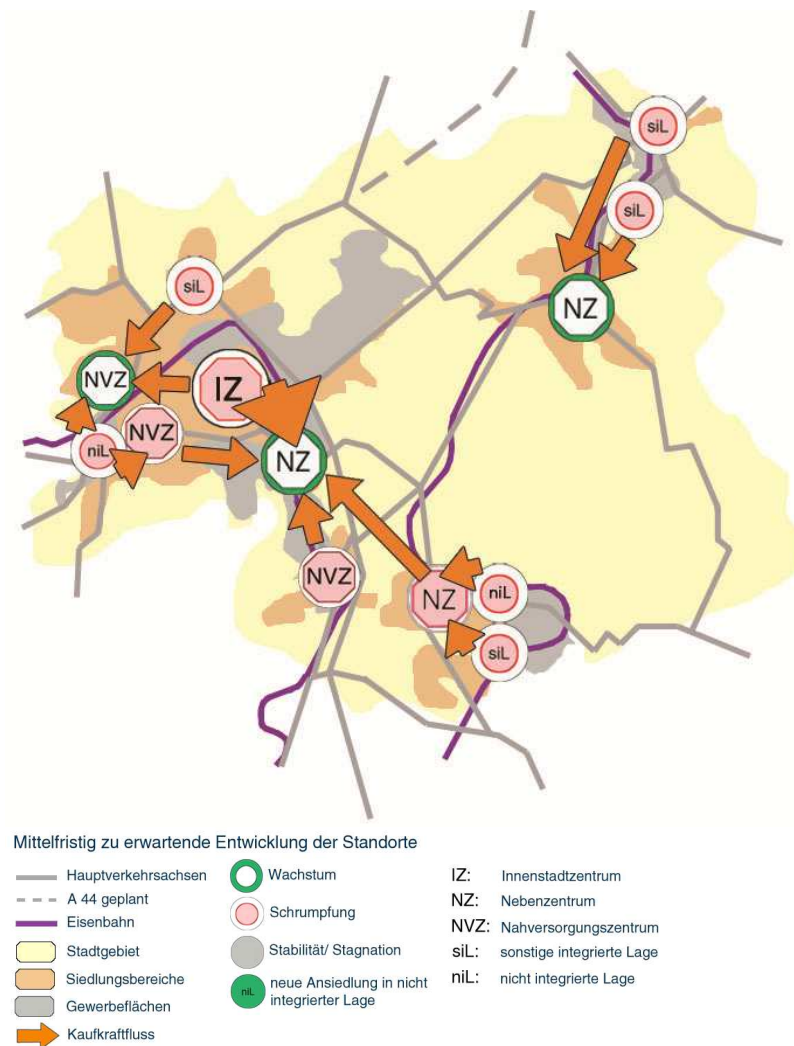 siL
siL
NZ
siL
NVZ
IZ
NVZ
niL
NZ
NVZ
NZ
niL
siL
Mittelfristig zu erwartende Entwicklung der Standorte
Hauptverkehrsachsen
A 44 geplant
Eisenbahn
Stadtgebiet
Siedlungsbereiche
Gewerbeflächen
Kaufkraftfluss
Wachstum
Schrumpfung
Stabilität/ Stagnation
niL
neue Ansiedlung in nicht
integrierter Lage
IZ: Innenstadtzentrum
NZ: Nebenzentrum
NVZ: Nahversorgungszentrum
siL: sonstige integrierte Lage
niL: nicht integrierte Lage